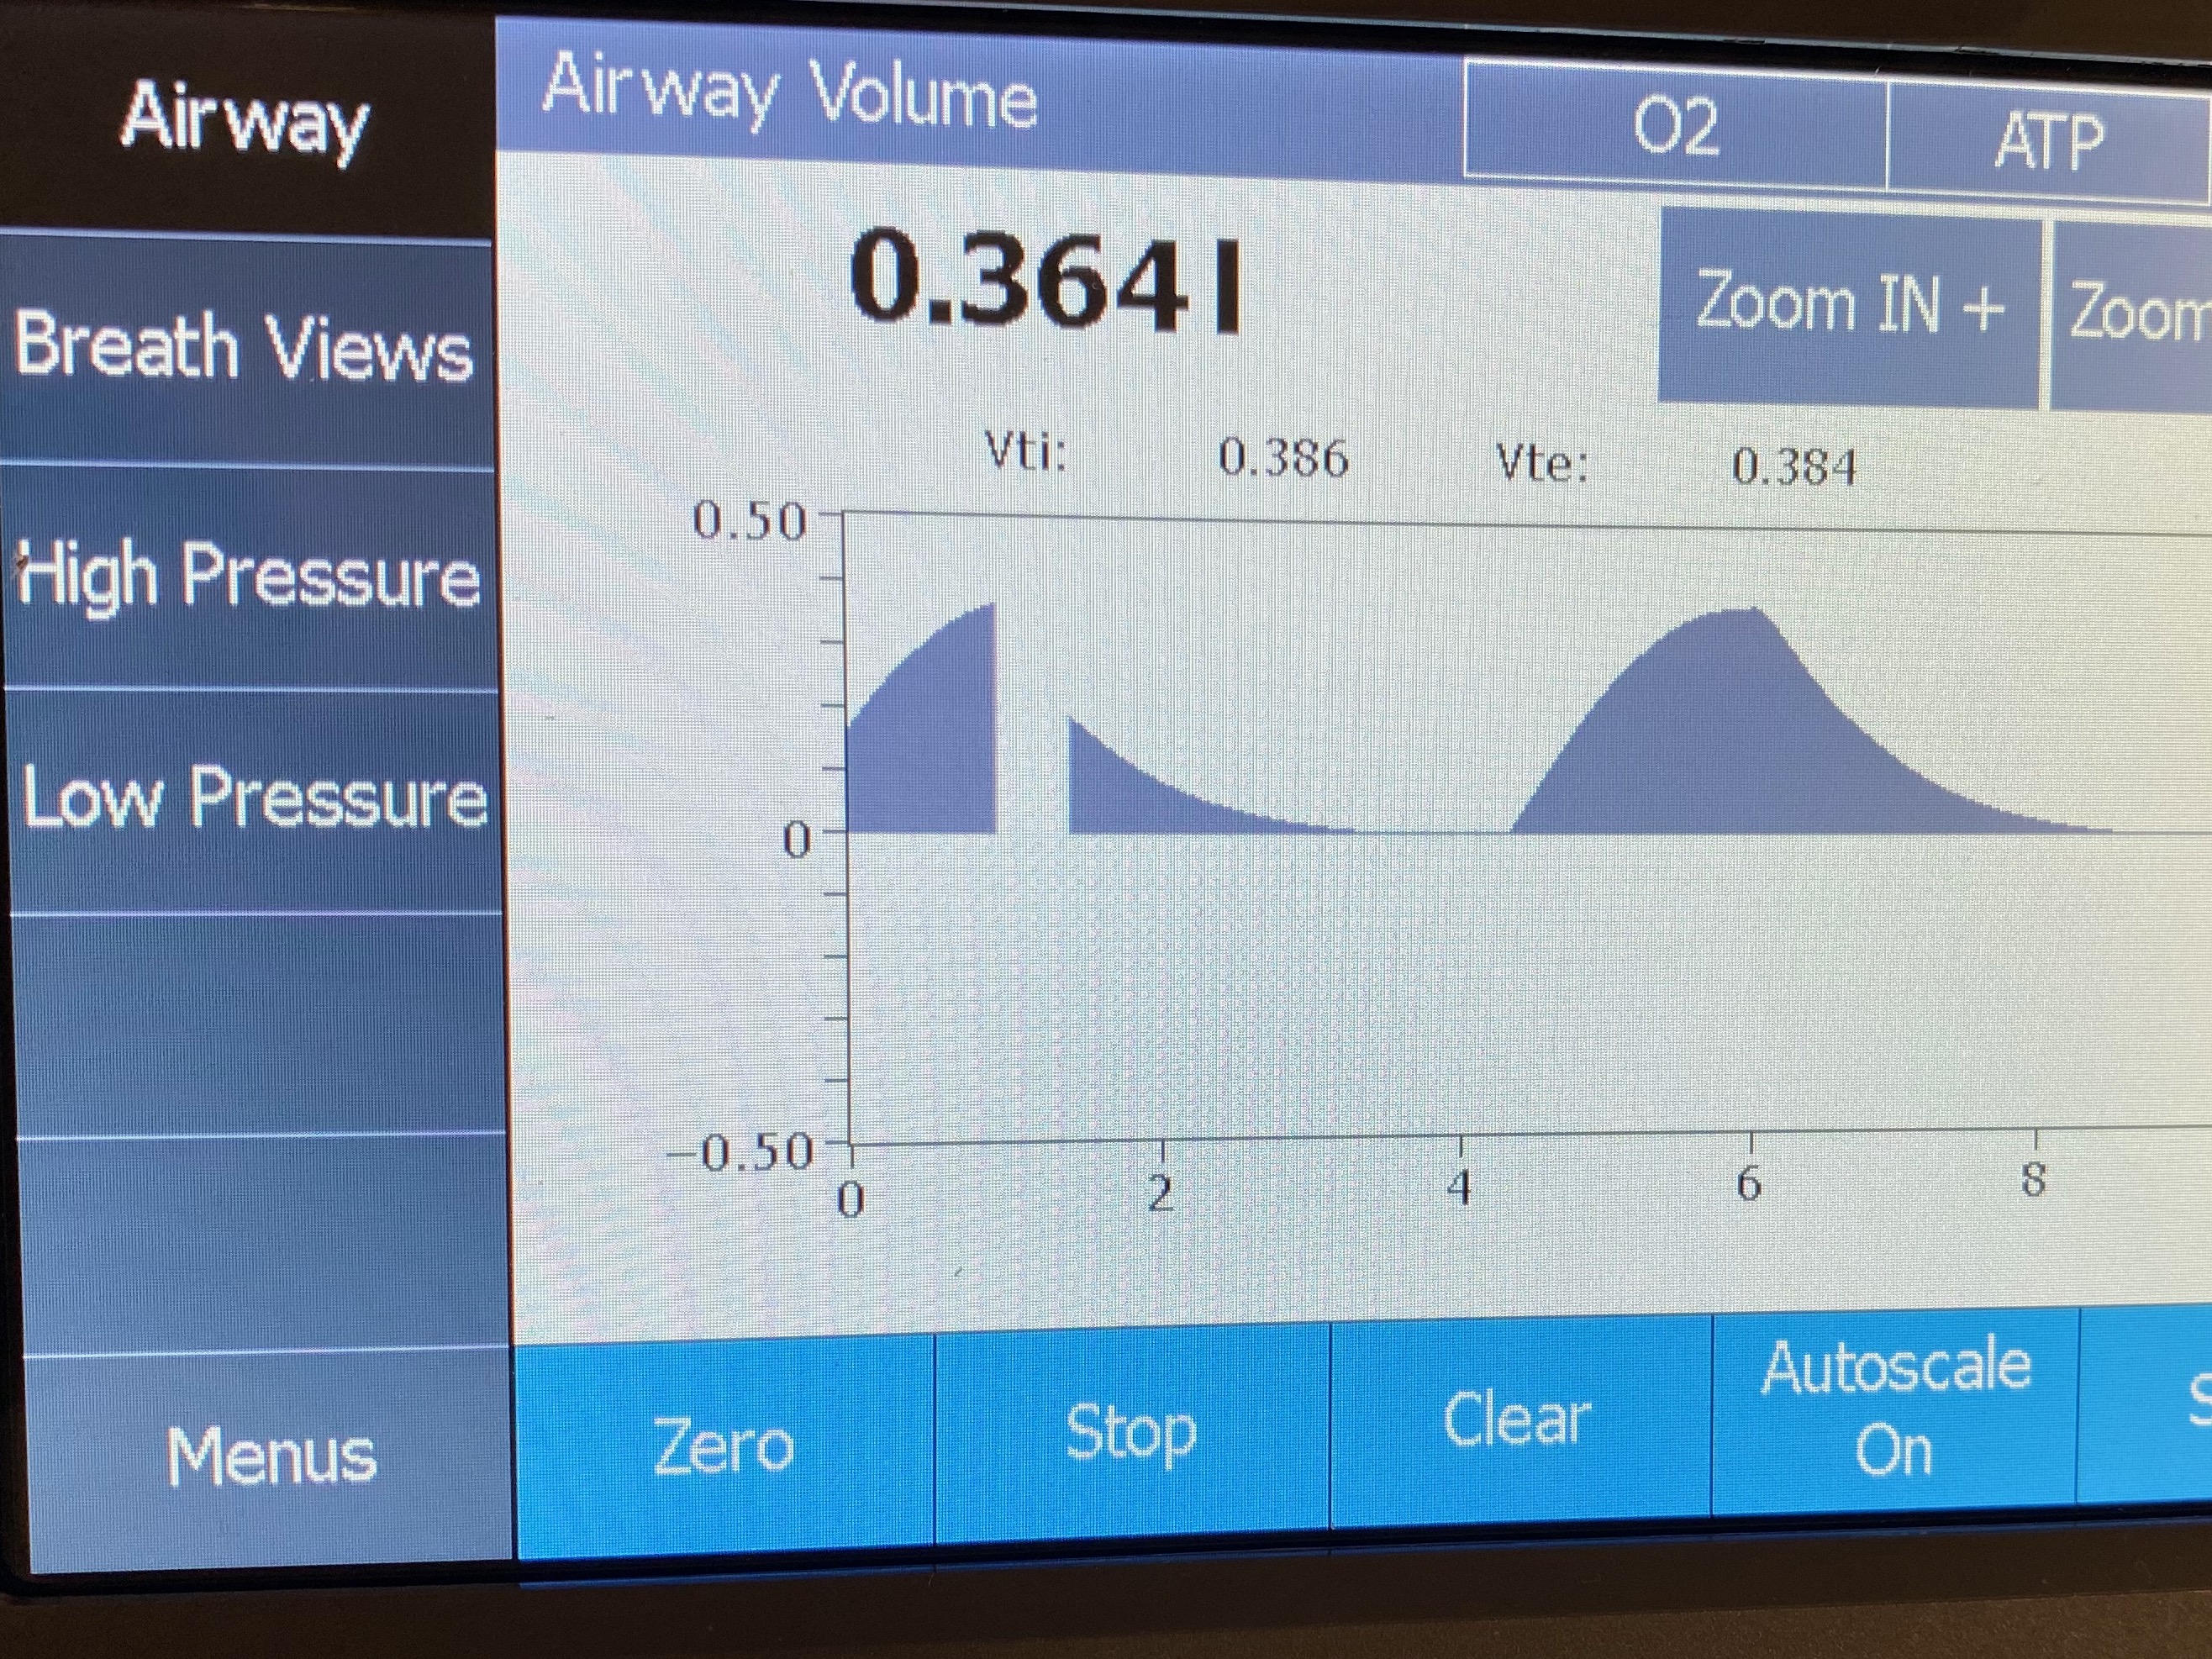 Airway
Breath Views
High Pressure
Low Pressure
Menus
Airway Volume
O2
ATP
0.364 l
Zoom IN +
Zoom
Vti: 0.386 Vte: 0.384
0.50
0
−0.50
0 2 4 6 8
Zero
Stop
Clear
Autoscale
On